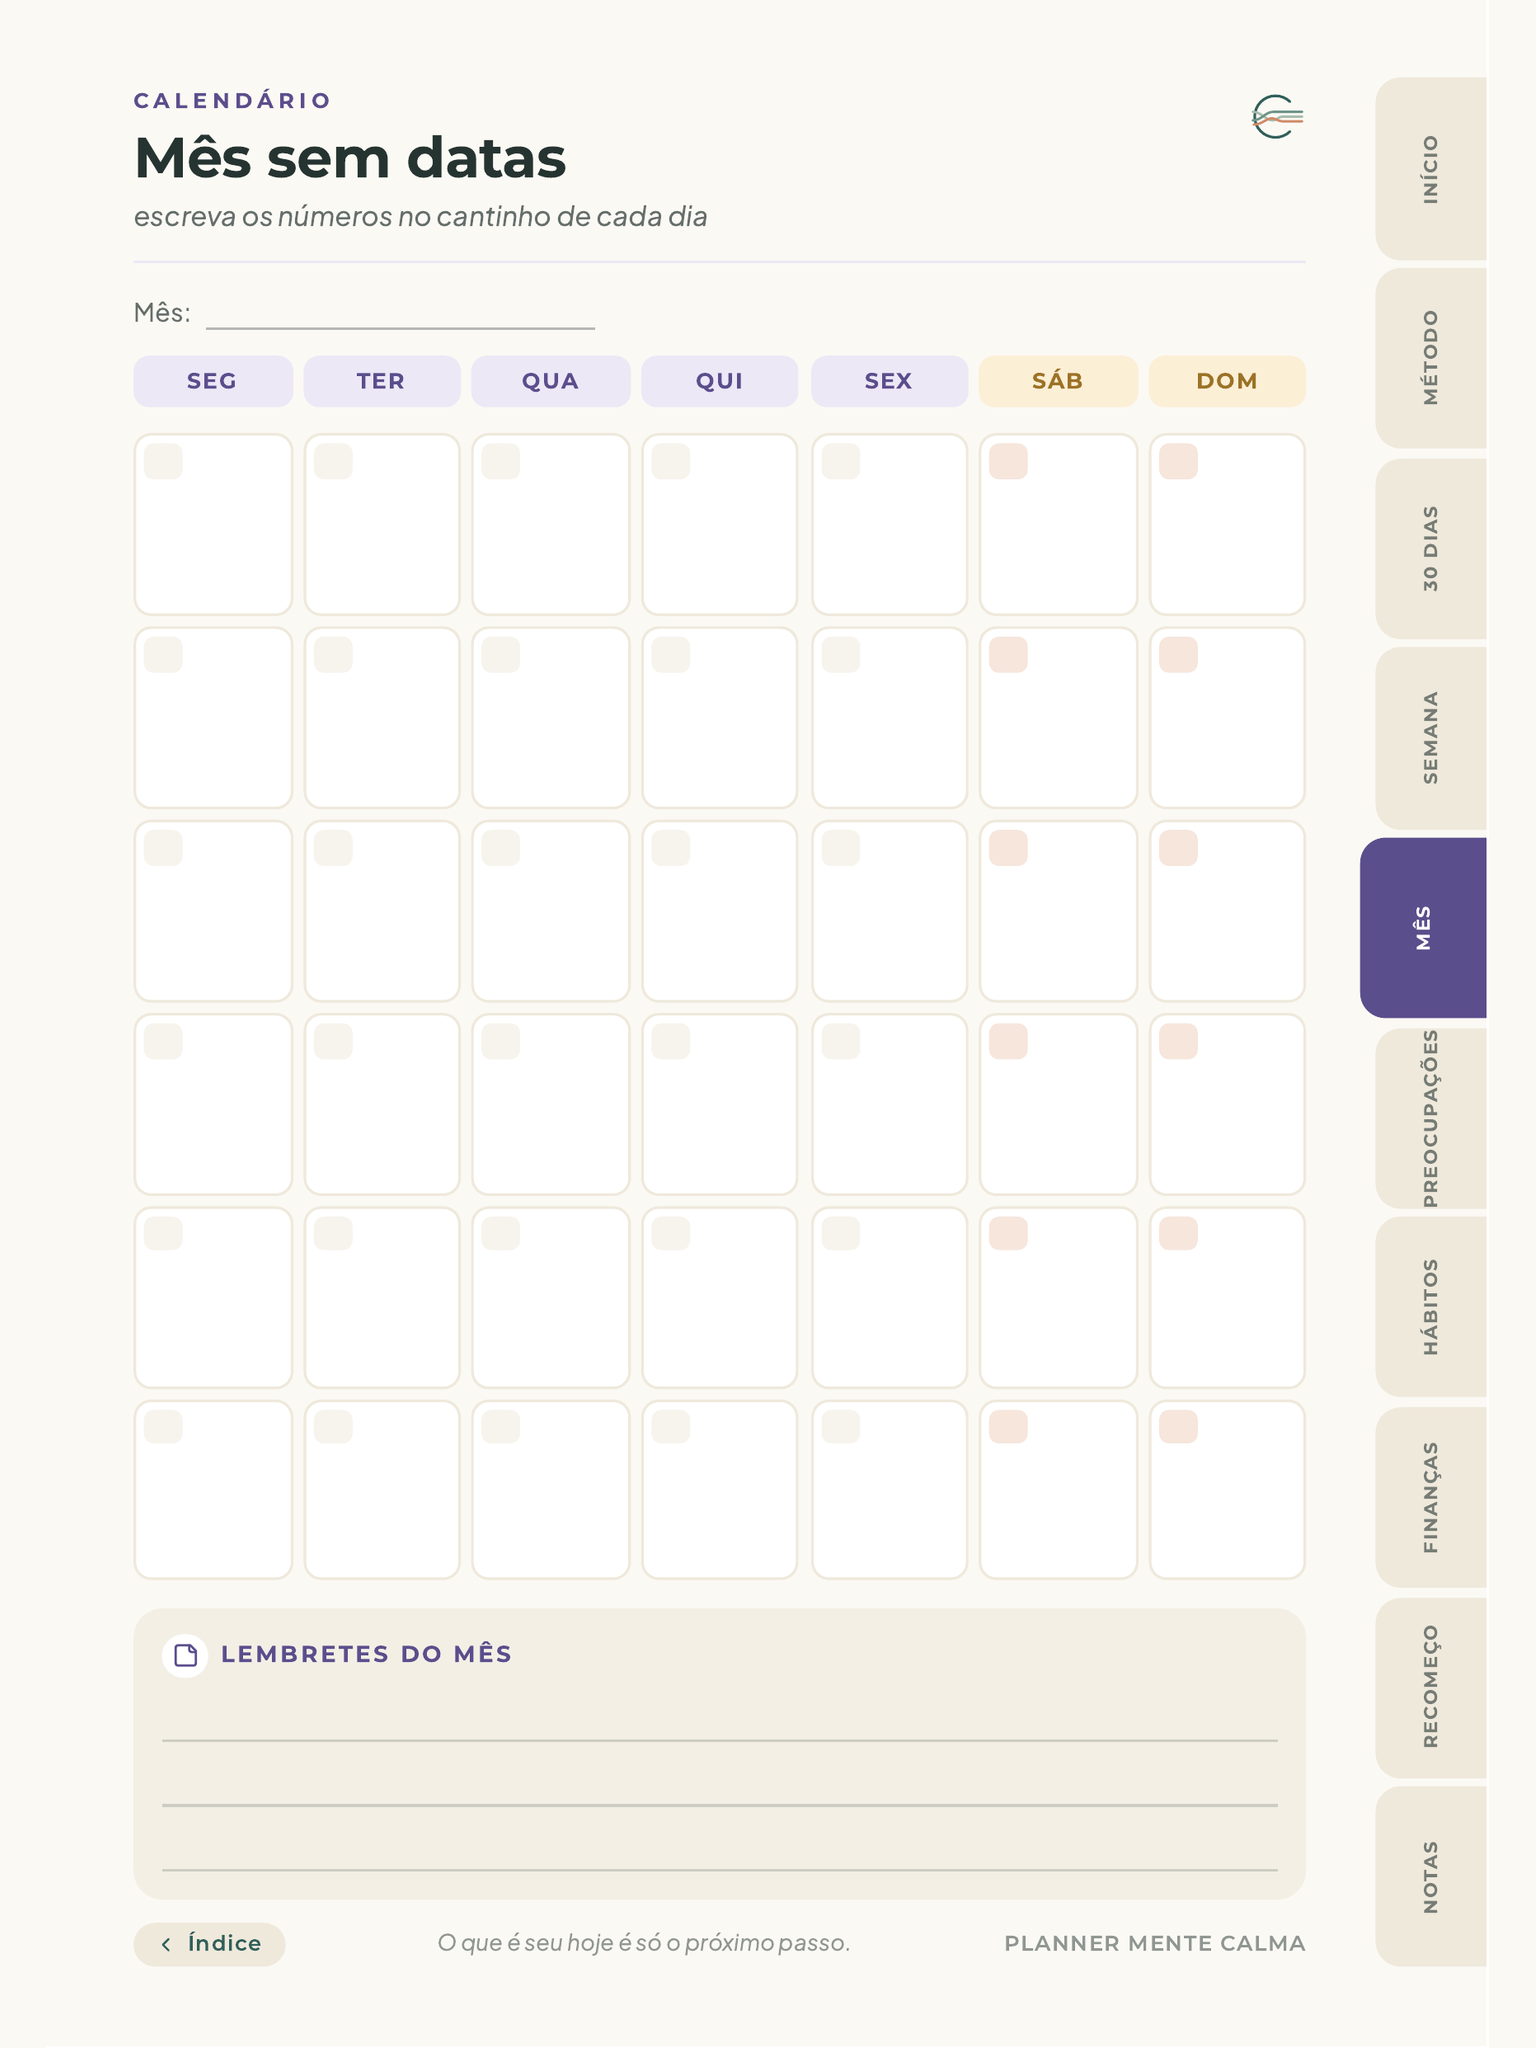 CALENDÁRIO
Mês sem datas
escreva os números no cantinho de cada dia
Mês:
SEG TER QUA QUI SEX SÁB DOM
LEMBRETES DO MÊS
Índice
O que é seu hoje é só o próximo passo.
PLANNER MENTE CALMA
INÍCIO
MÉTODO
30 DIAS
SEMANA
MÊS
PREOCUPAÇÕES
HÁBITOS
FINANÇAS
RECOMEÇO
NOTAS